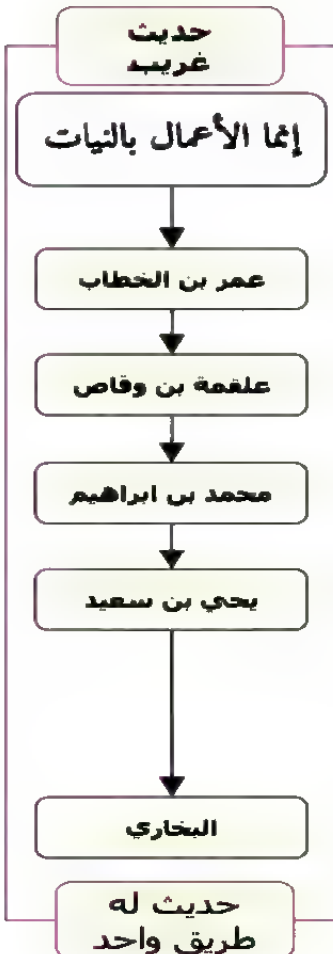 حديث
غريب
إنما الأعمال بالنيات
عمر بن الخطاب
علقمة بن وقاص
محمد بن ابراهيم
يحي بن سعيد
البخاري
حديث له
طريق واحد